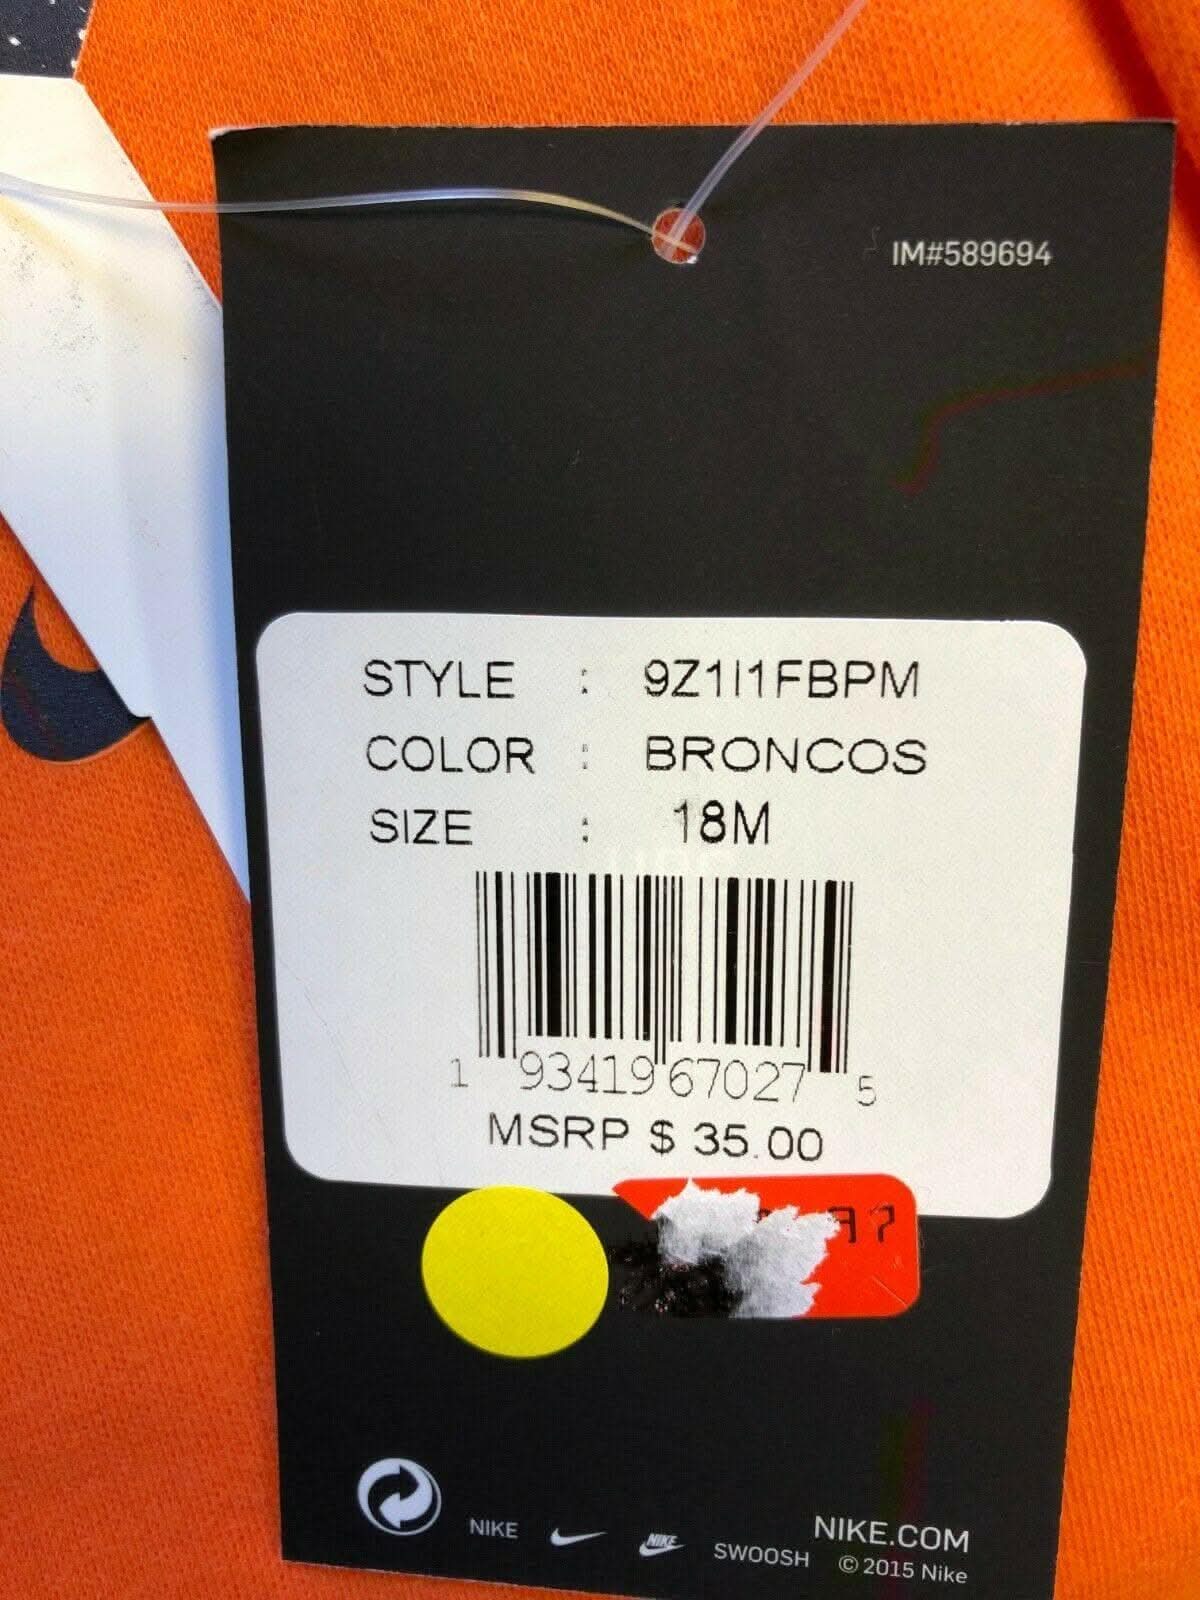 IM#589694
STYLE : 9Z1I1FBPM
COLOR : BRONCOS
SIZE : 18M
1 93419 67027 5
MSRP $ 35.00
NIKE NIKE SWOOSH
NIKE.COM
© 2015 Nike